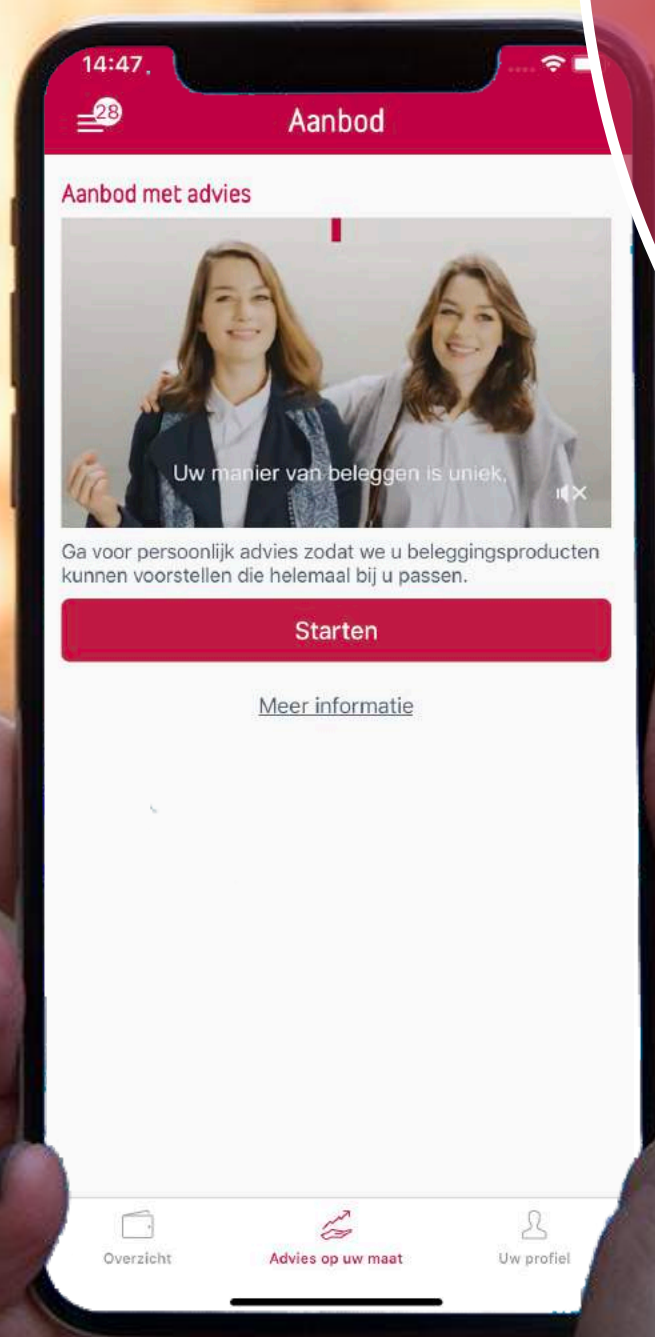 14:47
28
Aanbod
Aanbod met advies
Uw manier van beleggen is uniek.
Ga voor persoonlijk advies zodat we u beleggingsproducten
kunnen voorstellen die helemaal bij u passen.
Starten
Meer informatie
Overzicht
Advies op uw maat
Uw profiel